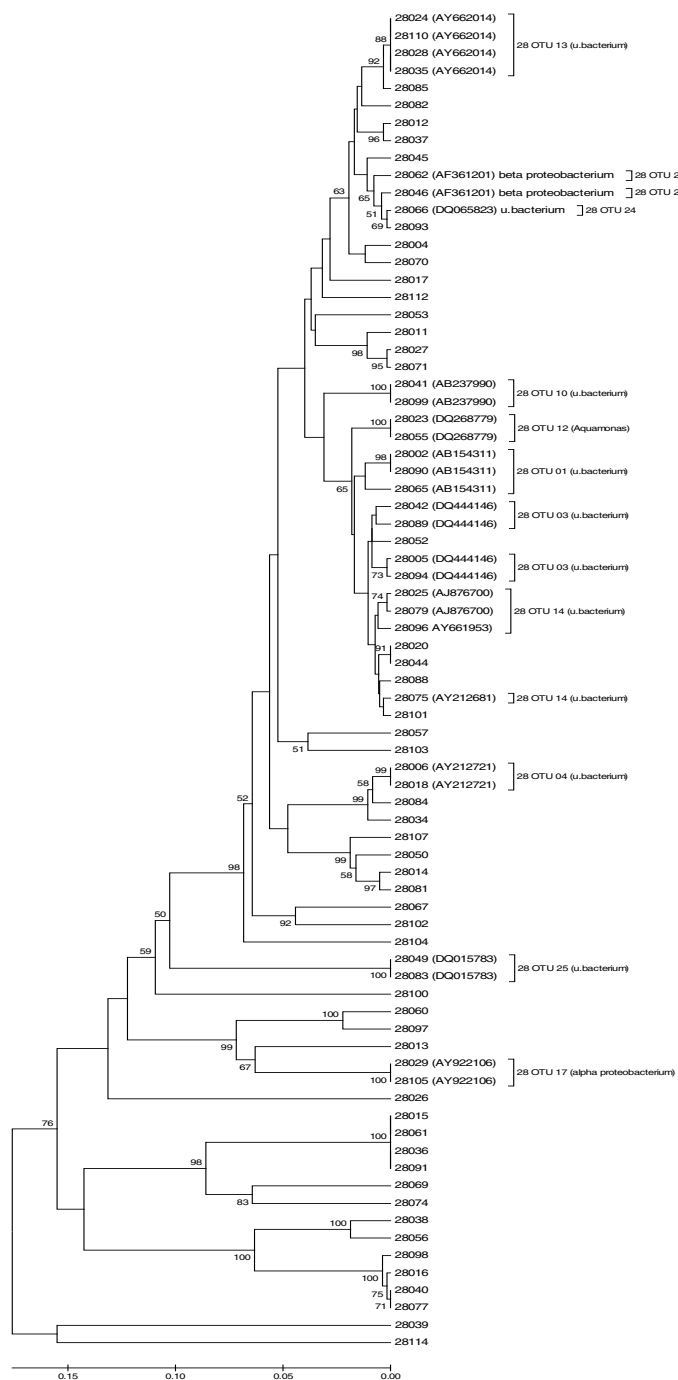 28024 (AY662014)
88
28110 (AY662014)
28 OTU 13 (u.bacterium)
28028 (AY662014)
92
28035 (AY662014)
28085
28082
28012
96
28037
28045
28062 (AF361201) beta proteobacterium
28 OTU 2
63
28046 (AF361201) beta proteobacterium
28 OTU 2
65
28066 (DQ065823) u.bacterium
28 OTU 24
51
69
28093
28004
28070
28017
28112
28053
28011
98
28027
95
28071
28041 (AB237990)
100
28 OTU 10 (u.bacterium)
28099 (AB237990)
28023 (DQ268779)
100
28 OTU 12 (Aquamonas)
28055 (DQ268779)
28002 (AB154311)
98
28090 (AB154311)
28 OTU 01 (u.bacterium)
65
28065 (AB154311)
28042 (DQ444146)
28 OTU 03 (u.bacterium)
28089 (DQ444146)
28052
28005 (DQ444146)
28 OTU 03 (u.bacterium)
73
28094 (DQ444146)
74
28025 (AJ876700)
28079 (AJ876700)
28 OTU 14 (u.bacterium)
28096 AY661953)
91
28020
28044
28088
28075 (AY212681)
28 OTU 14 (u.bacterium)
28101
28057
51
28103
28006 (AY212721)
99
28 OTU 04 (u.bacterium)
58
28018 (AY212721)
52
99
28084
28034
28107
99
28050
58
28014
98
97
28081
28067
50
92
28102
28104
59
28049 (DQ015783)
28 OTU 25 (u.bacterium)
100
28083 (DQ015783)
28100
28060
100
28097
99
28013
67
28029 (AY922106)
28 OTU 17 (alpha proteobacterium)
100
28105 (AY922106)
28026
28015
76
28061
100
28036
98
28091
28069
83
28074
28038
100
28056
100
28098
100
28016
75
28040
71
28077
28039
28114
0.15 0.10 0.05 0.00